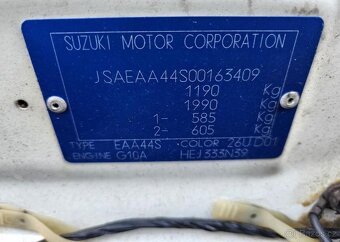 SUZUKI MOTOR CORPORATION
JSAEAA44S00163409
1190 Kg
1990 Kg
1- 585 Kg
2- 605 Kg
TYPE EAA44S COLOR 26U D01
ENGINE G10A HEJ333N39